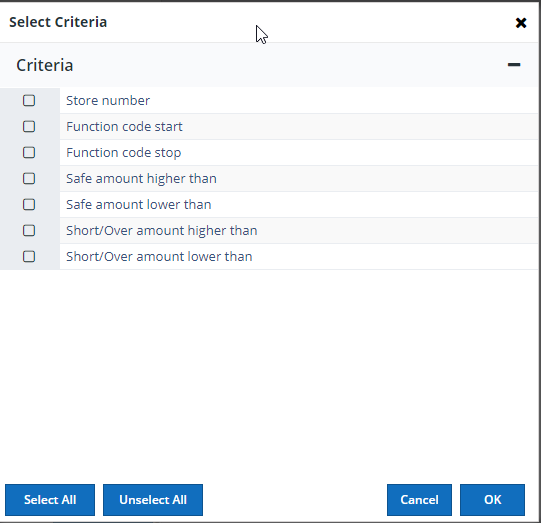 Select Criteria
Criteria
Store number
Function code start
Function code stop
Safe amount higher than
Safe amount lower than
Short/Over amount higher than
Short/Over amount lower than
Select All Unselect All Cancel OK